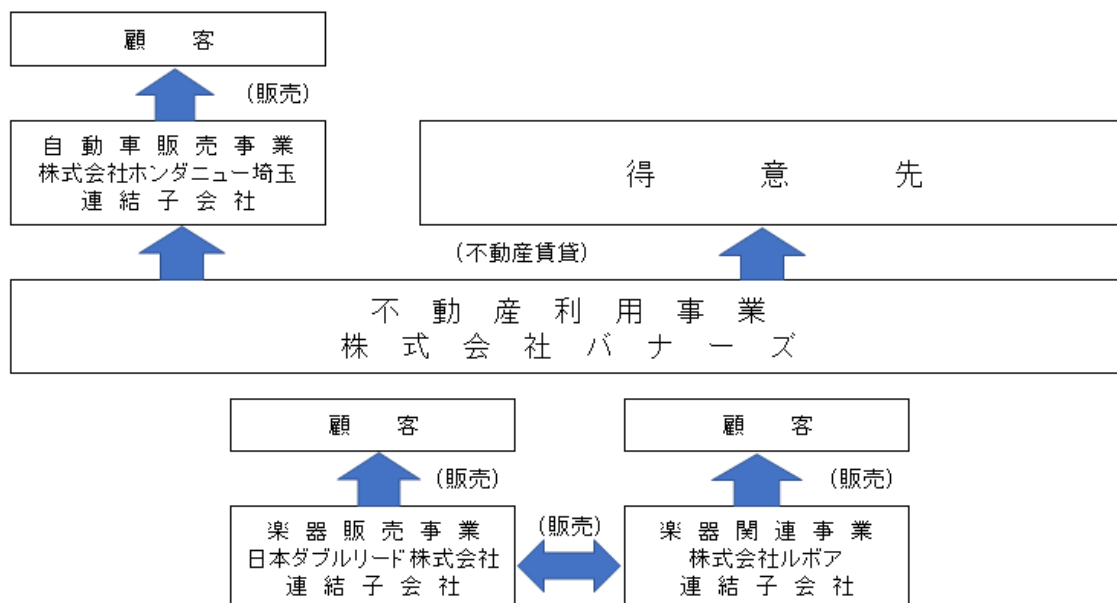 顧 客
(販売)
自 動 車 販 売 事 業
株式会社ホンダニュー埼玉
連 結 子 会 社
得 意 先
(不動産賃貸)
不 動 産 利 用 事 業
株 式 会 社 バ ナ ー ズ
顧 客
(販売)
楽 器 販 売 事 業
日本ダブルリード株式会社
連 結 子 会 社
(販売)
顧 客
(販売)
楽 器 関 連 事 業
株式会社ルボア
連 結 子 会 社